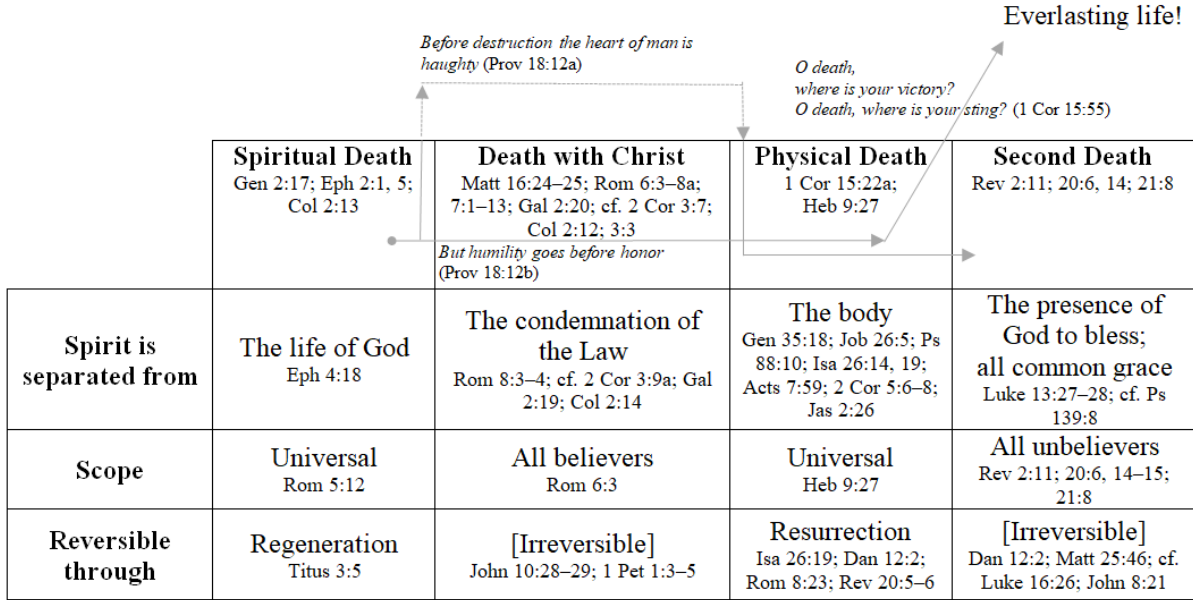 Everlasting life!
Before destruction the heart of man is
haughty (Prov 18:12a)
O death,
where is your victory?
O death, where is your sting? (1 Cor 15:55)
Spiritual Death
Gen 2:17; Eph 2:1, 5;
Col 2:13
Death with Christ
Matt 16:24–25; Rom 6:3–8a;
7:1–13; Gal 2:20; cf. 2 Cor 3:7;
Col 2:12; 3:3
Physical Death
1 Cor 15:22a;
Heb 9:27
Second Death
Rev 2:11; 20:6, 14; 21:8
But humility goes before honor
(Prov 18:12b)
Spirit is
separated from
The life of God
Eph 4:18
The condemnation of
the Law
Rom 8:3–4; cf. 2 Cor 3:9a; Gal
2:19; Col 2:14
The body
Gen 35:18; Job 26:5; Ps
88:10; Isa 26:14, 19;
Acts 7:59; 2 Cor 5:6–8;
Jas 2:26
The presence of
God to bless;
all common grace
Luke 13:27–28; cf. Ps
139:8
Scope
Universal
Rom 5:12
All believers
Rom 6:3
Universal
Heb 9:27
All unbelievers
Rev 2:11; 20:6, 14–15;
21:8
Reversible
through
Regeneration
Titus 3:5
[Irreversible]
John 10:28–29; 1 Pet 1:3–5
Resurrection
Isa 26:19; Dan 12:2;
Rom 8:23; Rev 20:5–6
[Irreversible]
Dan 12:2; Matt 25:46; cf.
Luke 16:26; John 8:21